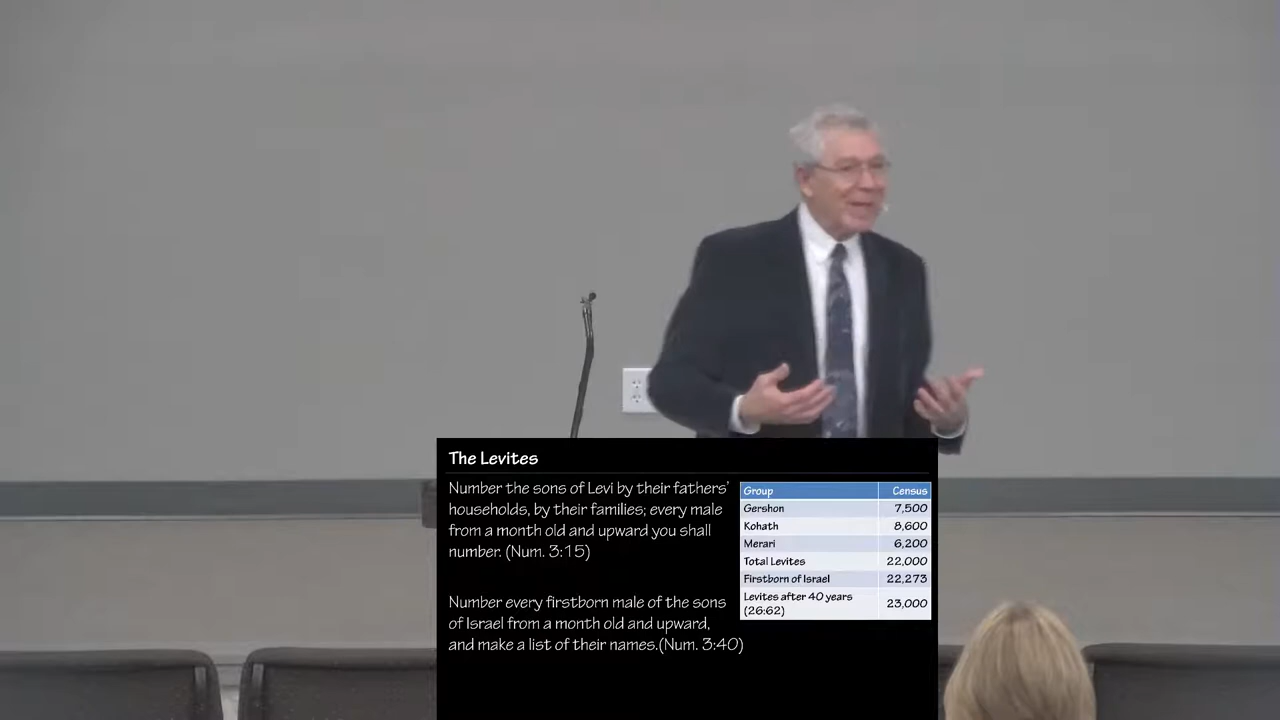 The Levites
Number the sons of Levi by their fathers'
households, by their families; every male
from a month old and upward you shall
number. (Num. 3:15)
Number every firstborn male of the sons
of Israel from a month old and upward,
and make a list of their names.(Num. 3:40)
Group Census
Gershon 7,500
Kohath 8,600
Merari 6,200
Total Levites 22,000
Firstborn of Israel 22,273
Levites after 40 years
(26:62) 23,000